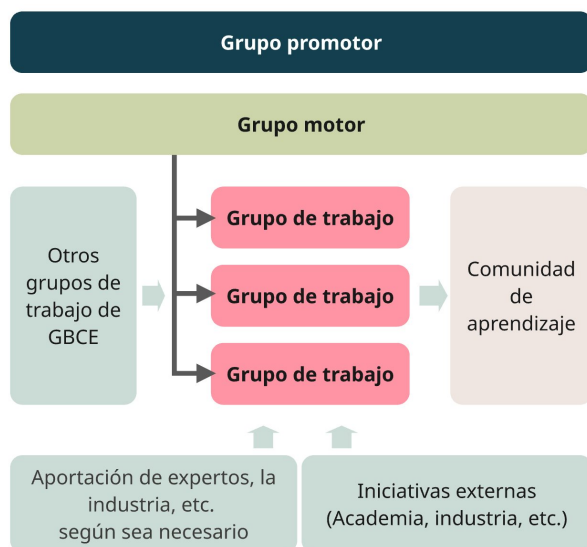 Grupo promotor
Grupo motor
Otros
grupos de
trabajo de
GBCE
Grupo de trabajo
Grupo de trabajo
Grupo de trabajo
Comunidad
de
aprendizaje
Aportación de expertos, la
industria, etc.
según sea necesario
Iniciativas externas
(Academia, industria, etc.)